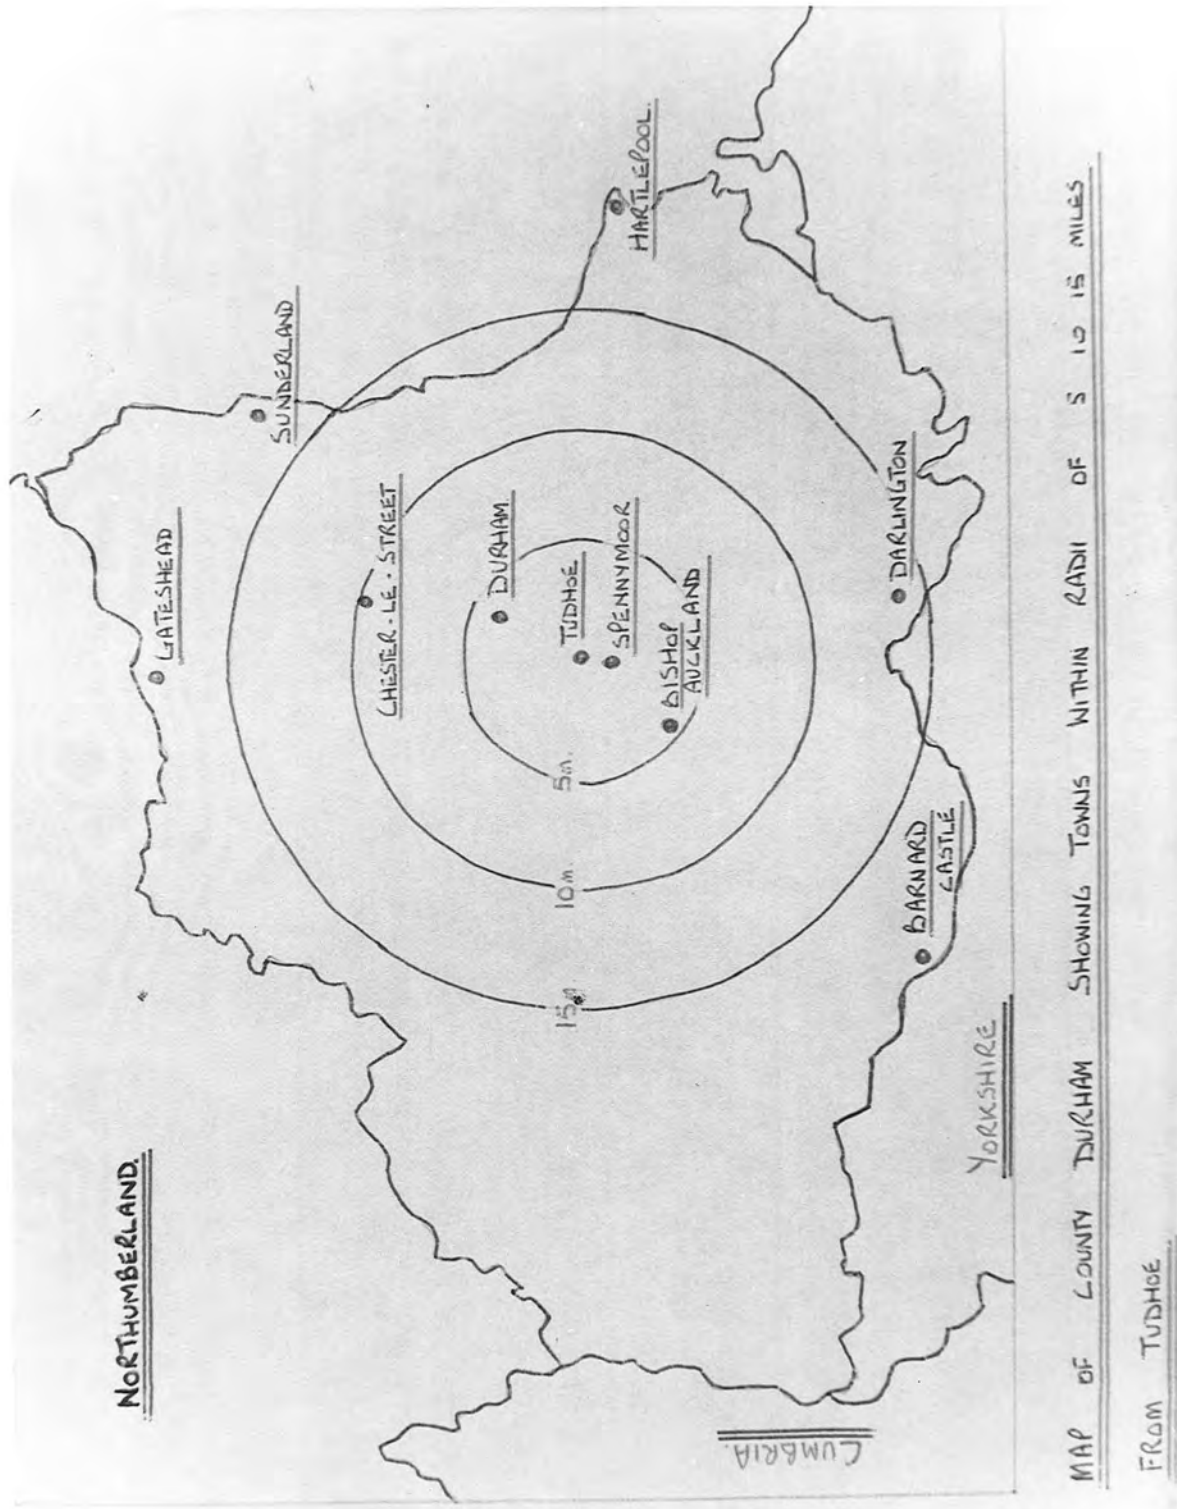 NORTHUMBERLAND.
GATESHEAD
SUNDERLAND
CHESTER-LE-STREET
DURHAM
TUDHOE
HARTLEPOOL.
SPENNYMOOR
BISHOP
AUCKLAND
5m.
10m.
15m
DARLINGTON
BARNARD
CASTLE
CUMBRIA.
YORKSHIRE
MAP OF COUNTY DURHAM SHOWING TOWNS WITHIN RADII OF 5 10 15 MILES
FROM TUDHOE